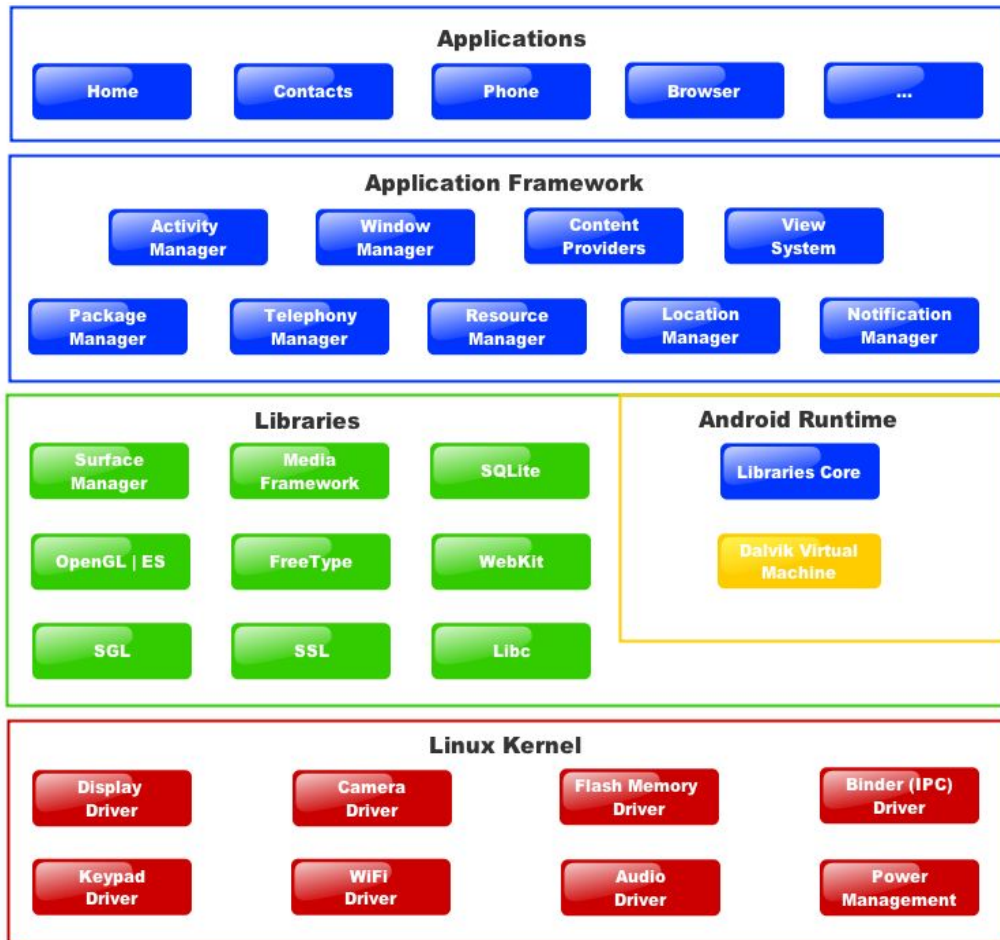 Applications
Home
Contacts
Phone
Browser
...
Application Framework
Activity
Manager
Window
Manager
Content
Providers
View
System
Package
Manager
Telephony
Manager
Resource
Manager
Location
Manager
Notification
Manager
Libraries
Surface
Manager
Media
Framework
SQLite
OpenGL | ES
FreeType
WebKit
SGL
SSL
Libc
Android Runtime
Libraries Core
Dalvik Virtual
Machine
Linux Kernel
Display
Driver
Camera
Driver
Flash Memory
Driver
Binder (IPC)
Driver
Keypad
Driver
WiFi
Driver
Audio
Driver
Power
Management